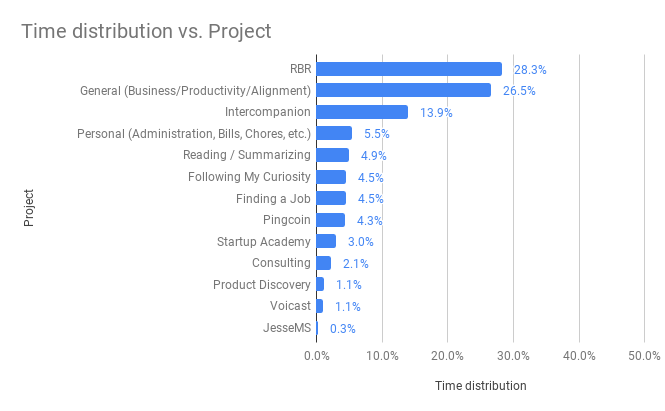 Time distribution vs. Project
Project
RBR 28.3%
General (Business/Productivity/Alignment) 26.5%
Intercompanion 13.9%
Personal (Administration, Bills, Chores, etc.) 5.5%
Reading / Summarizing 4.9%
Following My Curiosity 4.5%
Finding a Job 4.5%
Pingcoin 4.3%
Startup Academy 3.0%
Consulting 2.1%
Product Discovery 1.1%
Voicast 1.1%
JesseMS 0.3%
0.0% 10.0% 20.0% 30.0% 40.0% 50.0%
Time distribution